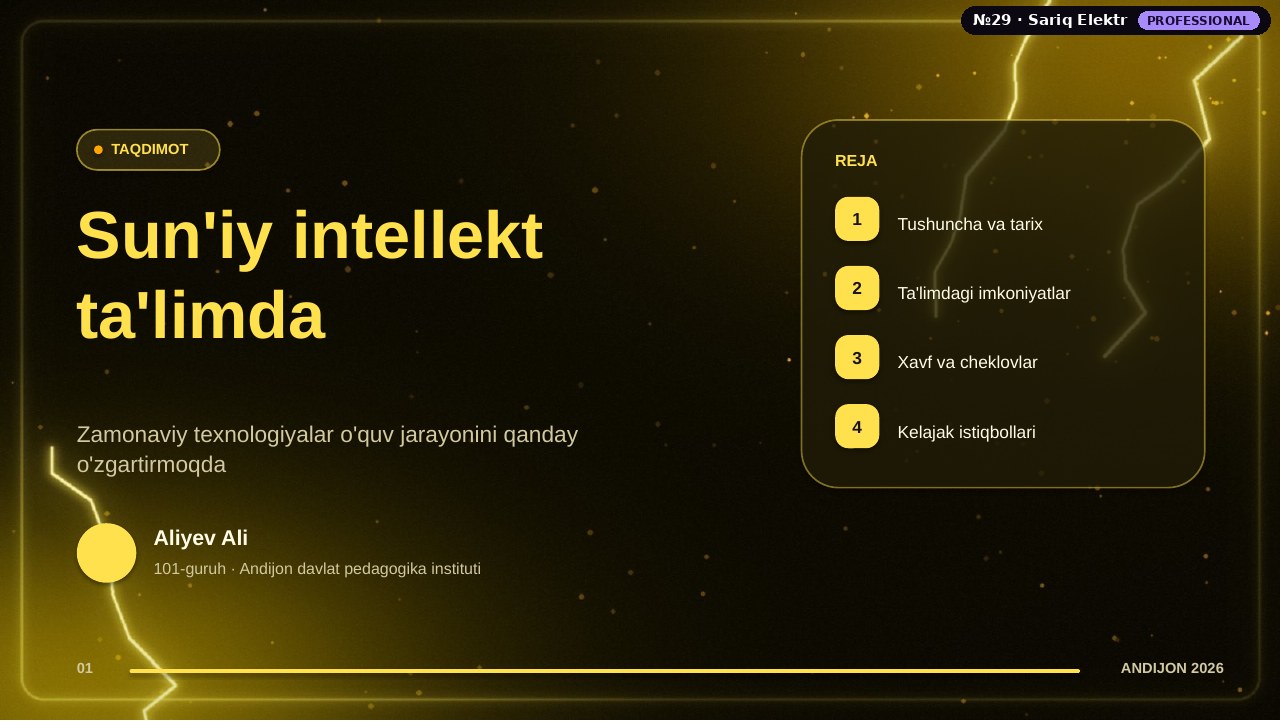 №29 · Sariq Elektr PROFESSIONAL
TAQDIMOT
Sun'iy intellekt
ta'limda
Zamonaviy texnologiyalar o'quv jarayonini qanday
o'zgartirmoqda
Aliyev Ali
101-guruh · Andijon davlat pedagogika instituti
REJA
1 Tushuncha va tarix
2 Ta'limdagi imkoniyatlar
3 Xavf va cheklovlar
4 Kelajak istiqbollari
01
ANDIJON 2026